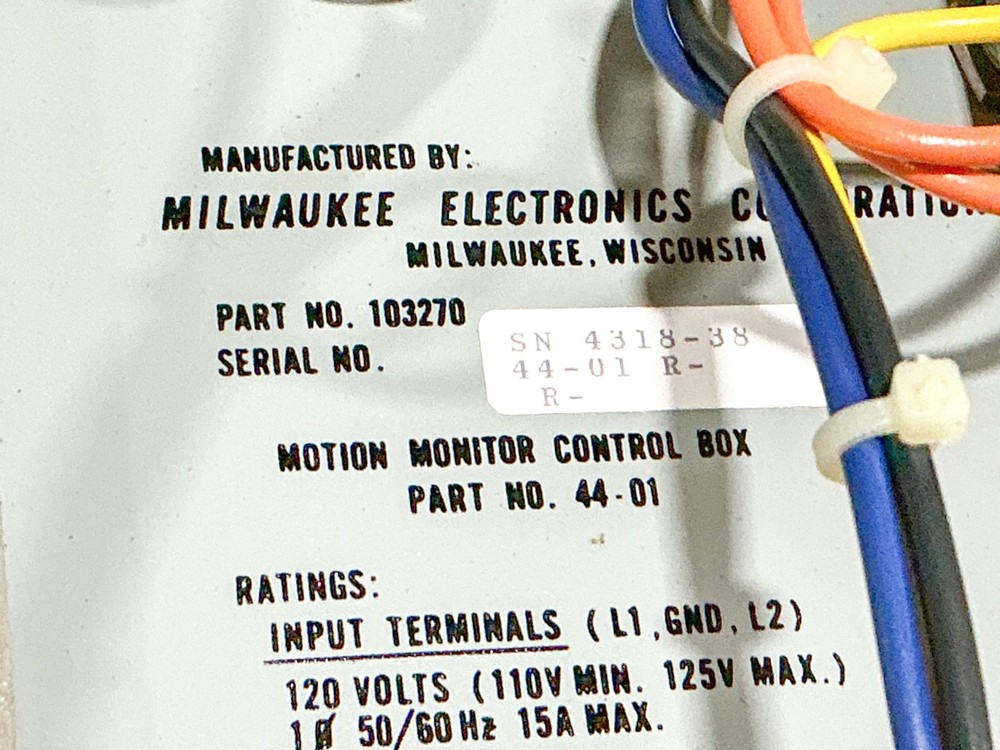 MANUFACTURED BY:
MILWAUKEE ELECTRONICS
MILWAUKEE, WISCONSIN
PART NO. 103270
SERIAL NO.
SN 4318-38
44-01 R-
R-
MOTION MONITOR CONTROL BOX
PART NO. 44-01
RATINGS:
INPUT TERMINALS (L1, GND, L2)
120 VOLTS (110V MIN. 125V MAX.)
1Ø 50/60 Hz 15A MAX.